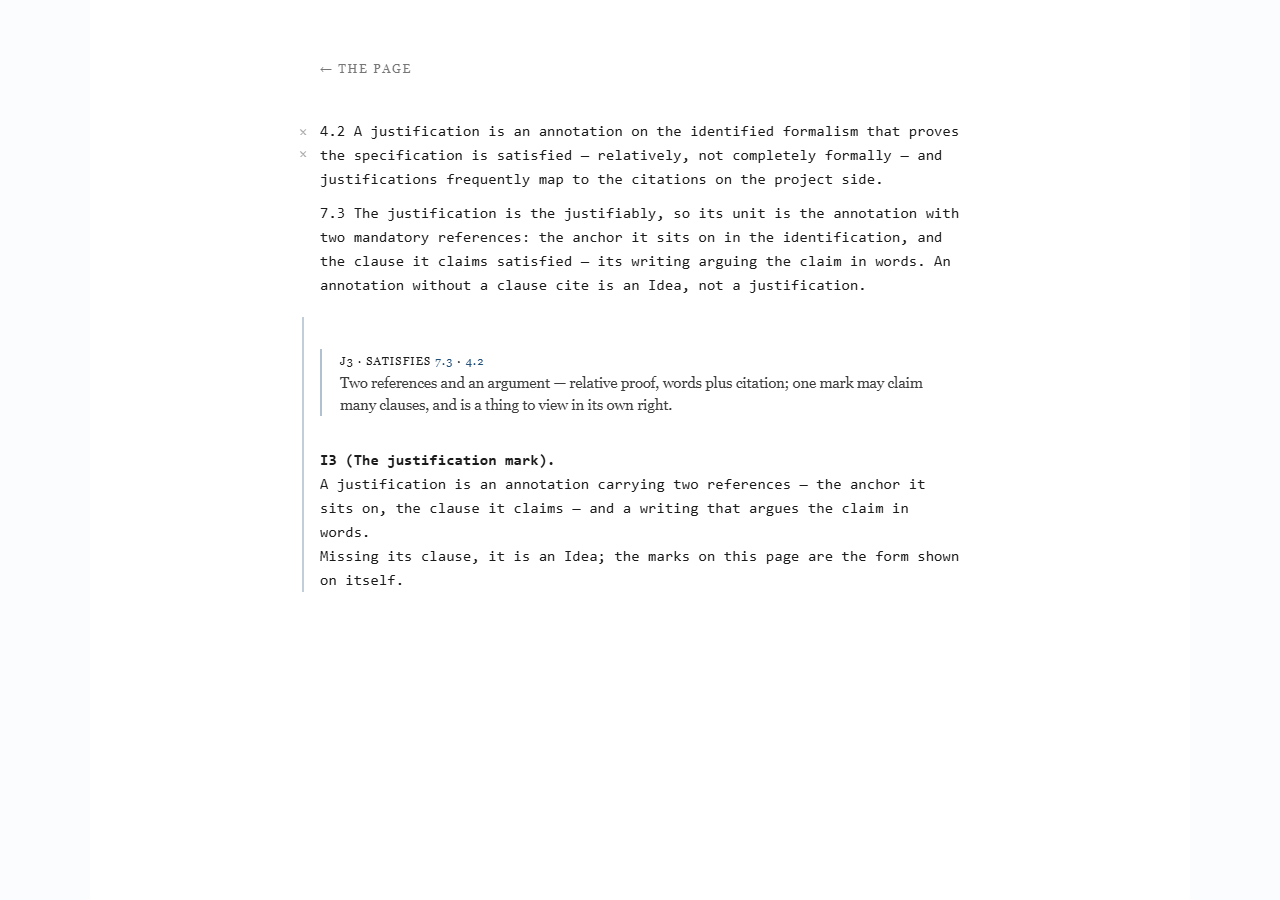 ← THE PAGE
× 4.2 A justification is an annotation on the identified formalism that proves
× the specification is satisfied — relatively, not completely formally — and
justifications frequently map to the citations on the project side.
7.3 The justification is the justifiably, so its unit is the annotation with
two mandatory references: the anchor it sits on in the identification, and
the clause it claims satisfied — its writing arguing the claim in words. An
annotation without a clause cite is an Idea, not a justification.
J3 · SATISFIES 7.3 · 4.2
Two references and an argument — relative proof, words plus citation; one mark may claim
many clauses, and is a thing to view in its own right.
I3 (The justification mark).
A justification is an annotation carrying two references — the anchor it
sits on, the clause it claims — and a writing that argues the claim in
words.
Missing its clause, it is an Idea; the marks on this page are the form shown
on itself.